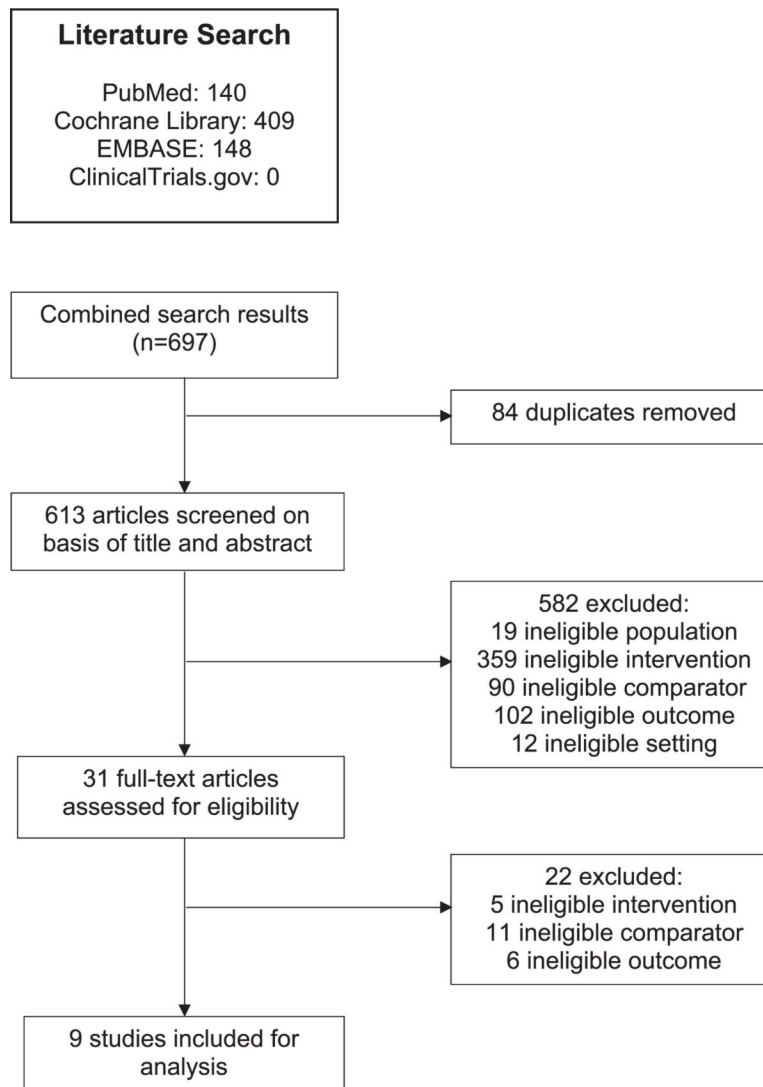 Literature Search
PubMed: 140
Cochrane Library: 409
EMBASE: 148
ClinicalTrials.gov: 0
Combined search results
(n=697)
84 duplicates removed
613 articles screened on
basis of title and abstract
582 excluded:
19 ineligible population
359 ineligible intervention
90 ineligible comparator
102 ineligible outcome
12 ineligible setting
31 full-text articles
assessed for eligibility
22 excluded:
5 ineligible intervention
11 ineligible comparator
6 ineligible outcome
9 studies included for
analysis